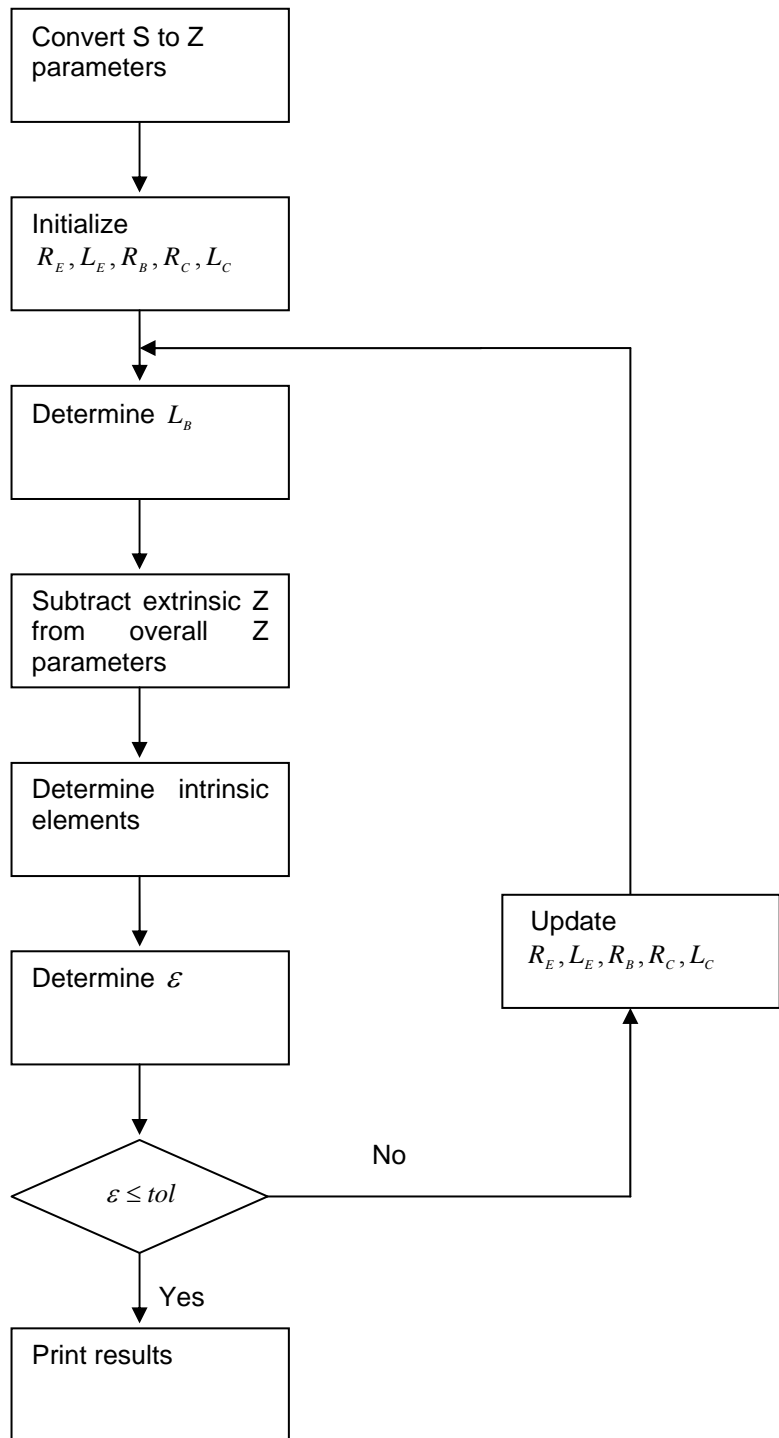 Convert S to Z
parameters
Initialize
R_E, L_E, R_B, R_C, L_C
Determine L_B
Subtract extrinsic Z
from overall Z
parameters
Determine intrinsic
elements
Update
R_E, L_E, R_B, R_C, L_C
Determine ε
No
ε ≤ tol
Yes
Print results